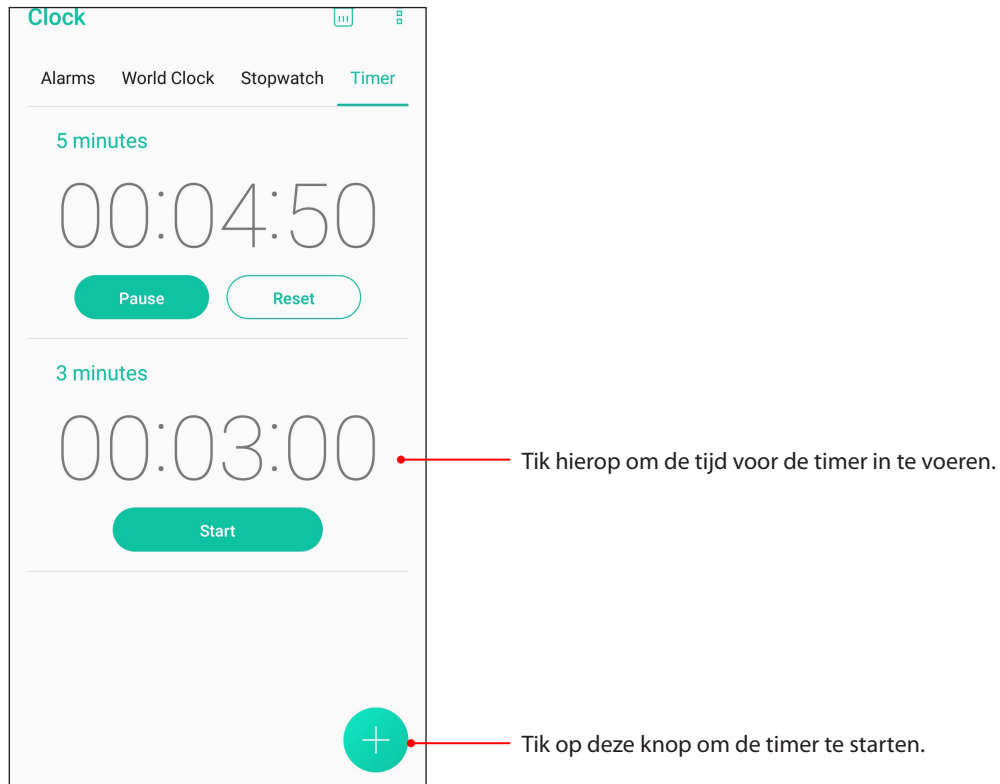 Clock
Alarms World Clock Stopwatch Timer
5 minutes
00:04:50
Pause Reset
3 minutes
00:03:00
Tik hierop om de tijd voor de timer in te voeren.
Start
Tik op deze knop om de timer te starten.